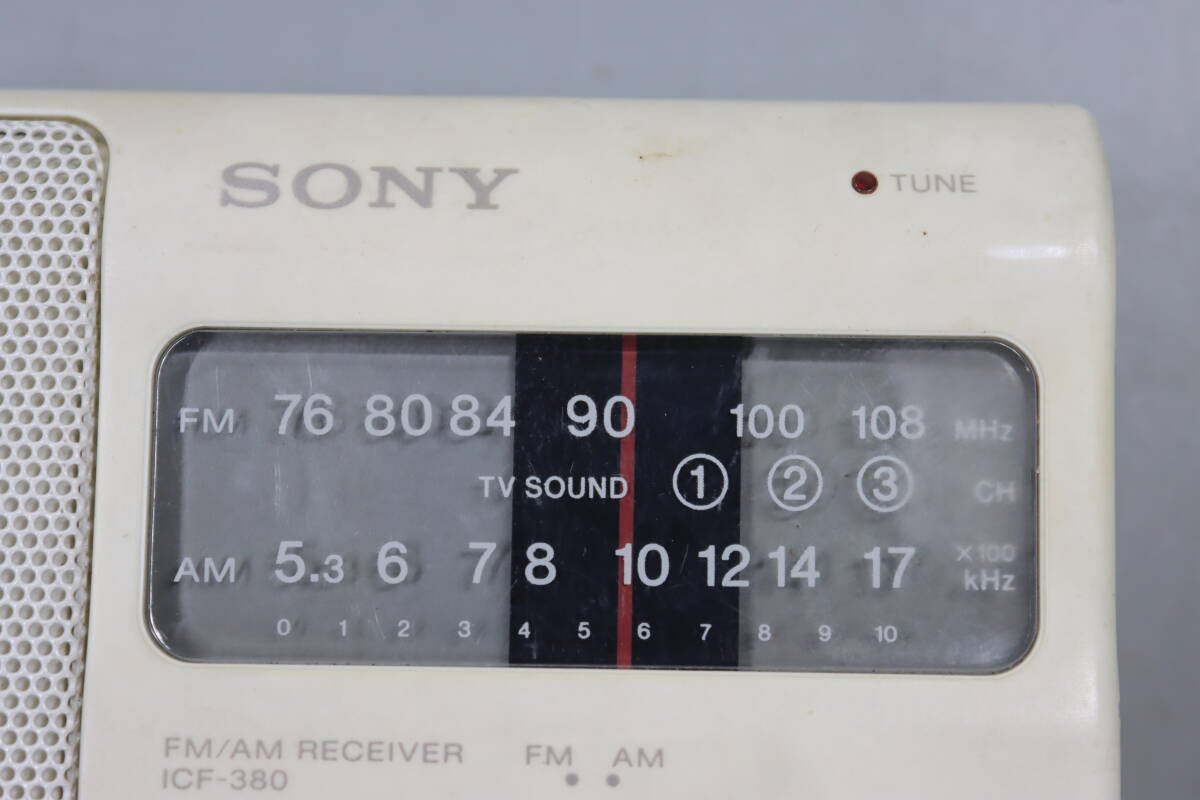 SONY
TUNE
FM 76 80 84 90 100 108 MHz
TV SOUND ① ② ③ CH
AM 5.3 6 7 8 10 12 14 17 ×100 kHz
0 1 2 3 4 5 6 7 8 9 10
FM/AM RECEIVER
ICF-380
FM AM